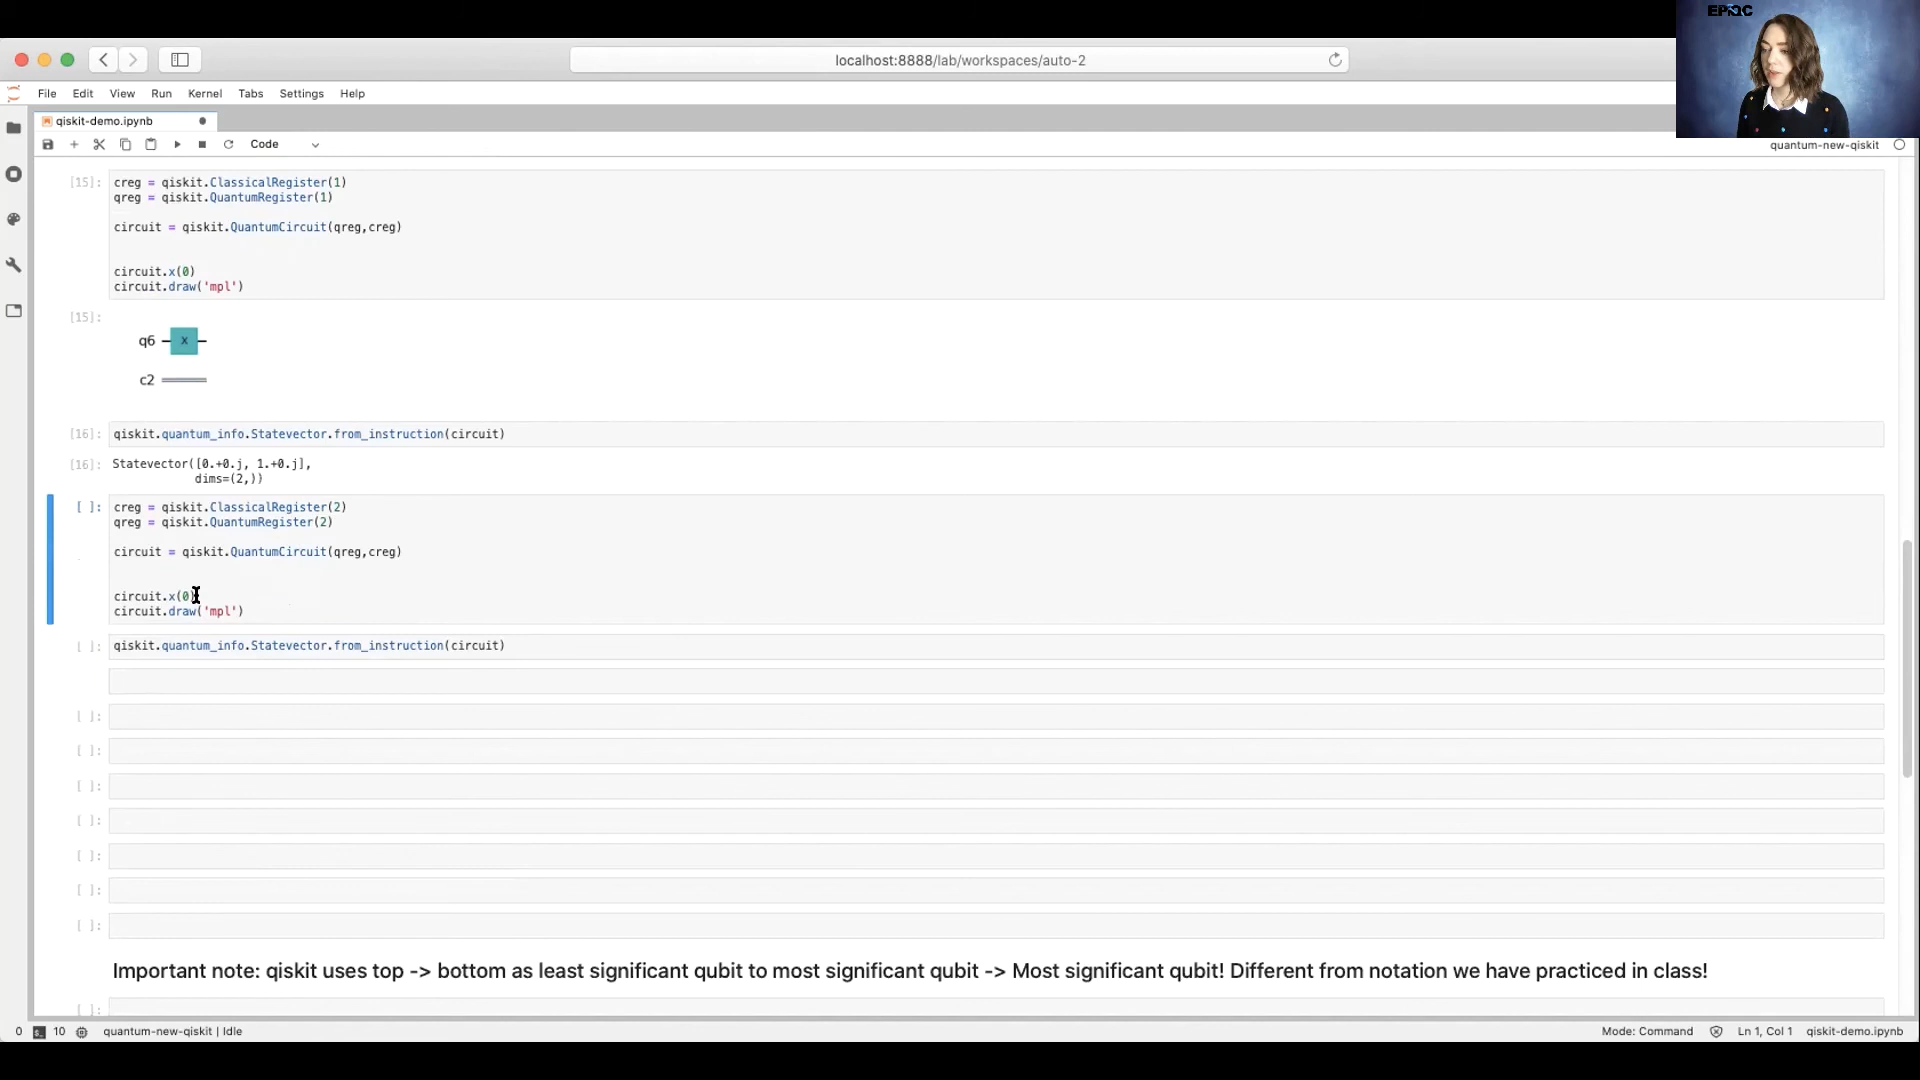 EPIQC
localhost:8888/lab/workspaces/auto-2
File Edit View Run Kernel Tabs Settings Help
qiskit-demo.ipynb
Code
quantum-new-qiskit
[15]:
creg = qiskit.ClassicalRegister(1)
qreg = qiskit.QuantumRegister(1)
circuit = qiskit.QuantumCircuit(qreg,creg)
circuit.x(0)
circuit.draw('mpl')
[15]:
q6 X
c2
[16]: qiskit.quantum_info.Statevector.from_instruction(circuit)
[16]: Statevector([0.+0.j, 1.+0.j],
dims=(2,))
[ ]: creg = qiskit.ClassicalRegister(2)
qreg = qiskit.QuantumRegister(2)
circuit = qiskit.QuantumCircuit(qreg,creg)
circuit.x(0)
circuit.draw('mpl')
[ ]: qiskit.quantum_info.Statevector.from_instruction(circuit)
[ ]:
[ ]:
[ ]:
[ ]:
[ ]:
[ ]:
[ ]:
Important note: qiskit uses top -> bottom as least significant qubit to most significant qubit -> Most significant qubit! Different from notation we have practiced in class!
[ ]:
0 10 quantum-new-qiskit | Idle Mode: Command Ln 1, Col 1 qiskit-demo.ipynb